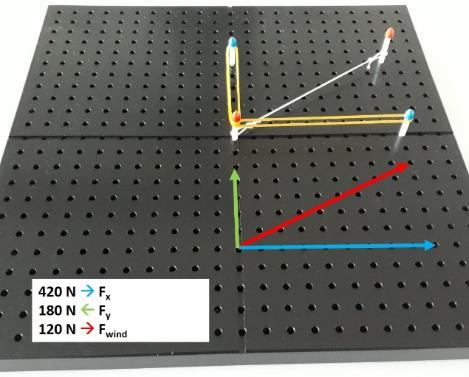 420 N → Fx
180 N ← Fy
120 N → Fwind